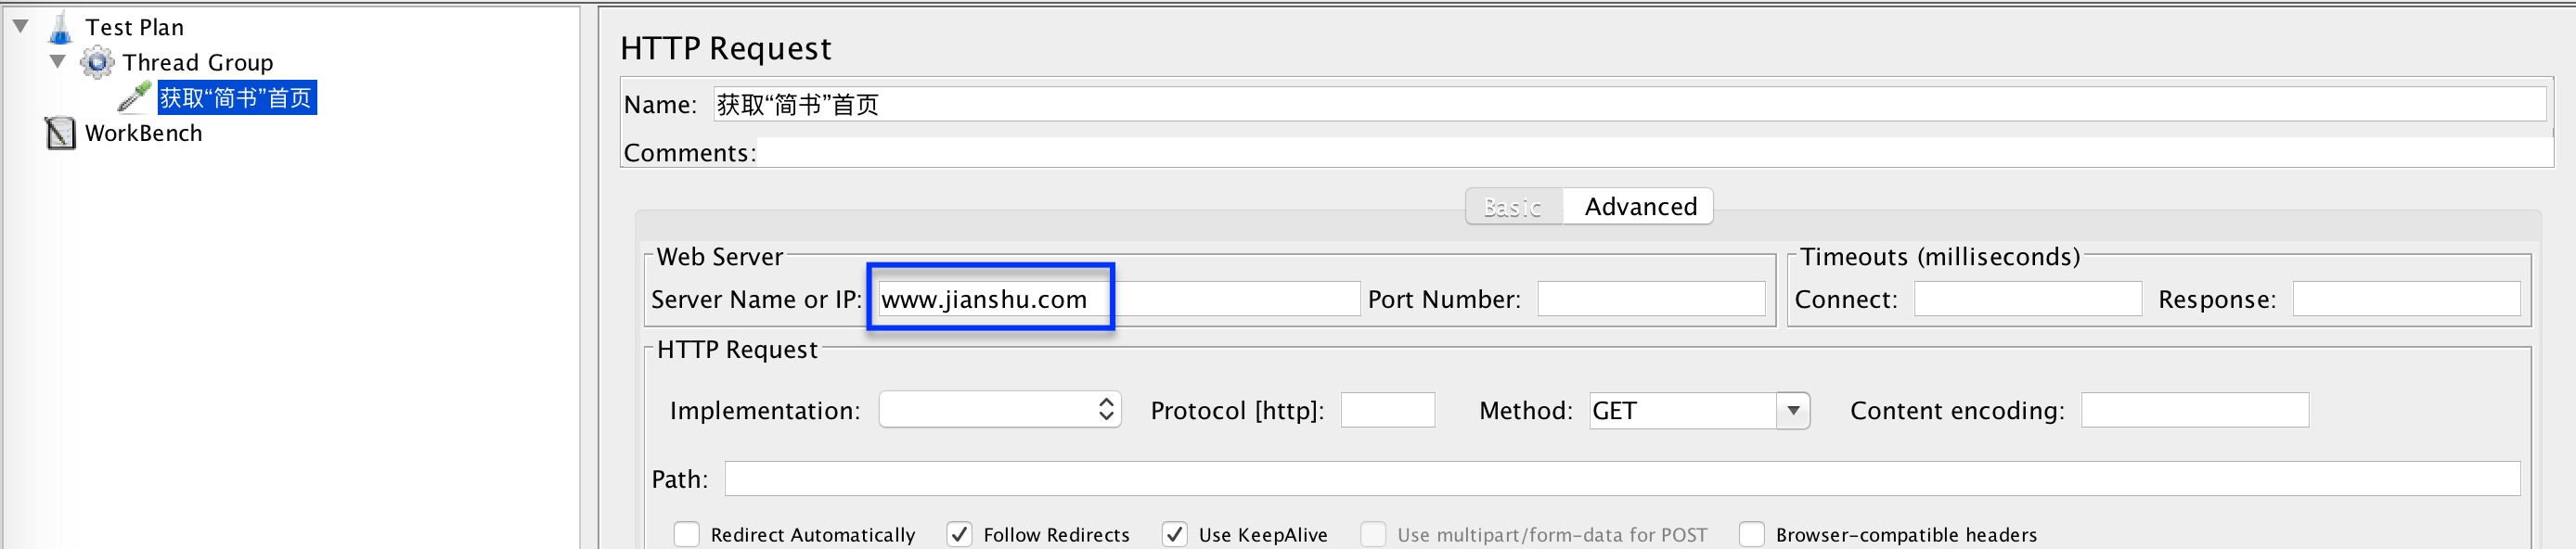 Test Plan
Thread Group
获取“简书”首页
WorkBench
HTTP Request
Name: 获取“简书”首页
Comments:
Basic Advanced
Web Server
Server Name or IP: www.jianshu.com Port Number:
Timeouts (milliseconds)
Connect: Response:
HTTP Request
Implementation: Protocol [http]: Method: GET Content encoding:
Path:
Redirect Automatically Follow Redirects Use KeepAlive Use multipart/form-data for POST Browser-compatible headers